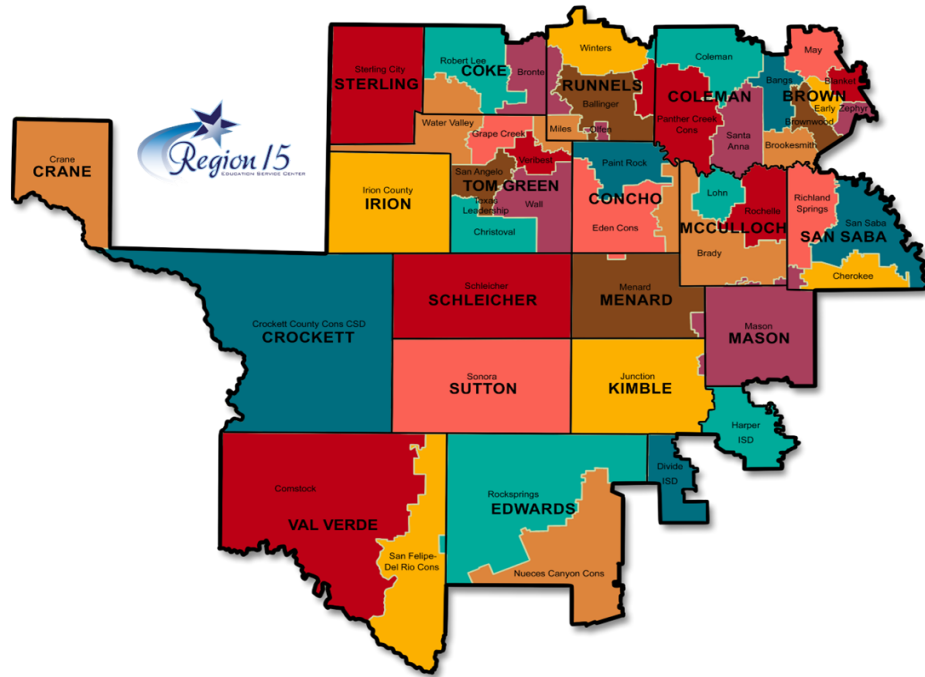 Region 15
EDUCATION SERVICE CENTER
Crane
CRANE
Sterling City
STERLING
Robert Lee
COKE
Bronte
Winters
RUNNELS
Ballinger
Olfen
Miles
Coleman
COLEMAN
Panther Creek
Cons
Santa
Anna
May
Bangs
Blanket
BROWN
Early
Zephyr
Brownwood
Brookesmith
Water Valley
Grape Creek
Veribest
San Angelo
TOM GREEN
Texas
Leadership
Wall
Christoval
Irion County
IRION
Paint Rock
CONCHO
Eden Cons
Lohn
Rochelle
MCCULLOCH
Brady
Richland
Springs
San Saba
SAN SABA
Cherokee
Crockett County Cons CSD
CROCKETT
Schleicher
SCHLEICHER
Menard
MENARD
Mason
MASON
Sonora
SUTTON
Junction
KIMBLE
Harper
ISD
Divide
ISD
Comstock
VAL VERDE
San Felipe-
Del Rio Cons
Rocksprings
EDWARDS
Nueces Canyon Cons